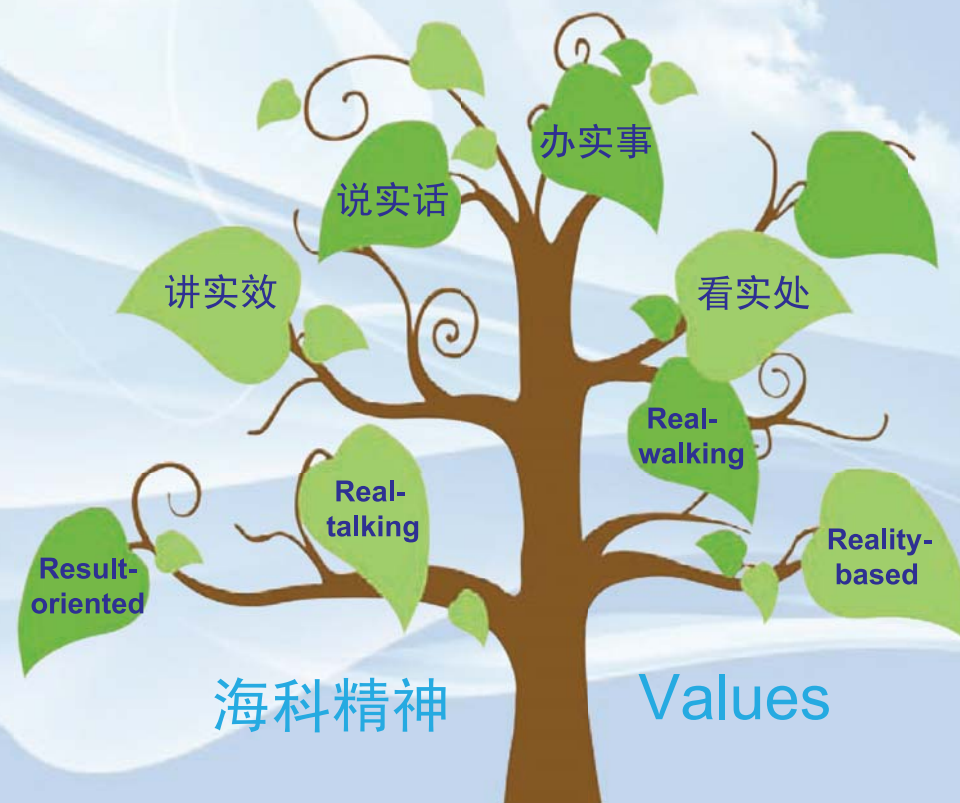 办实事
说实话
讲实效
看实处
Real-
walking
Real-
talking
Result-
oriented
Reality-
based
海科精神
Values